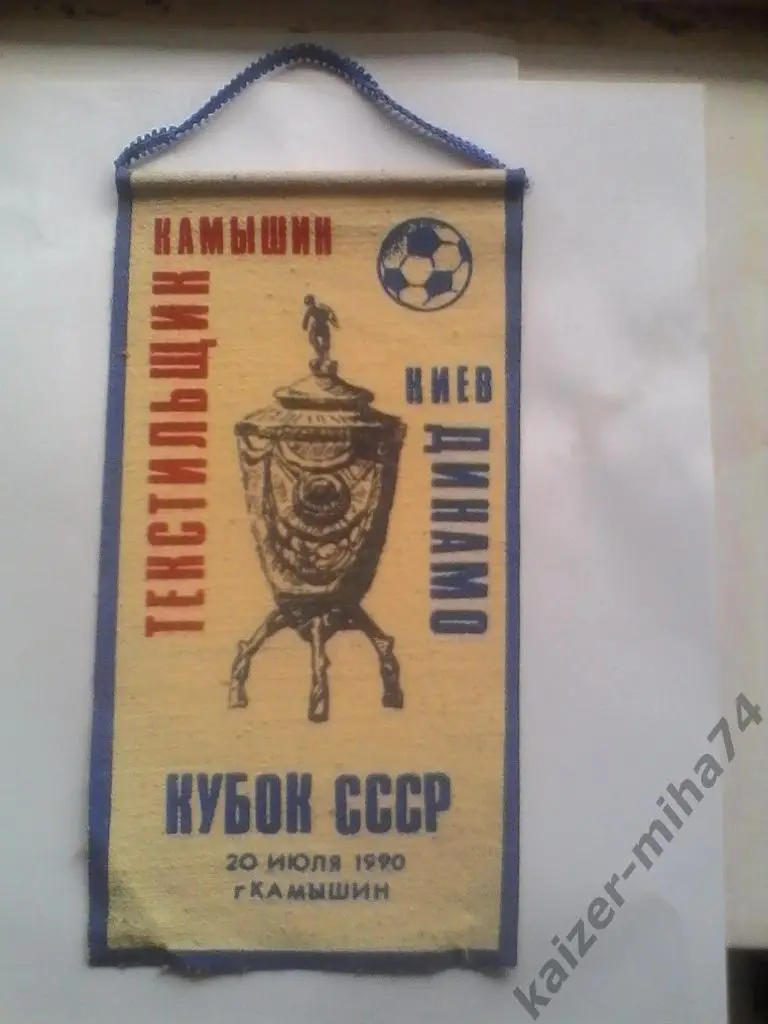 КАМЫШИН
ТЕКСТИЛЬЩИК
КИЕВ
ДИНАМО
КУБОК СССР
20 ИЮЛЯ 1990
г КАМЫШИН
kaizer-miha74